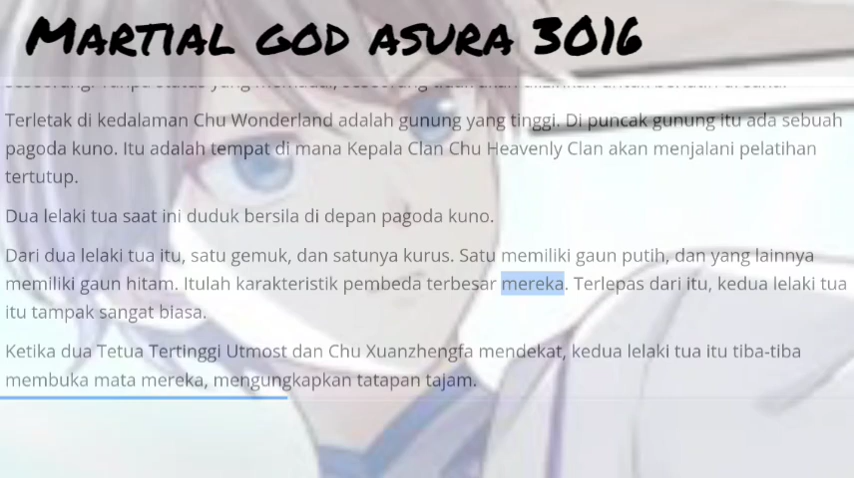 Martial god asura 3016
Terletak di kedalaman Chu Wonderland adalah gunung yang tinggi. Di puncak gunung itu ada sebuah
pagoda kuno. Itu adalah tempat di mana Kepala Clan Chu Heavenly Clan akan menjalani pelatihan
tertutup.
Dua lelaki tua saat ini duduk bersila di depan pagoda kuno.
Dari dua lelaki tua itu, satu gemuk, dan satunya kurus. Satu memiliki gaun putih, dan yang lainnya
memiliki gaun hitam. Itulah karakteristik pembeda terbesar mereka. Terlepas dari itu, kedua lelaki tua
itu tampak sangat biasa.
Ketika dua Tetua Tertinggi Utmost dan Chu Xuanzhengfa mendekat, kedua lelaki tua itu tiba-tiba
membuka mata mereka, mengungkapkan tatapan tajam.